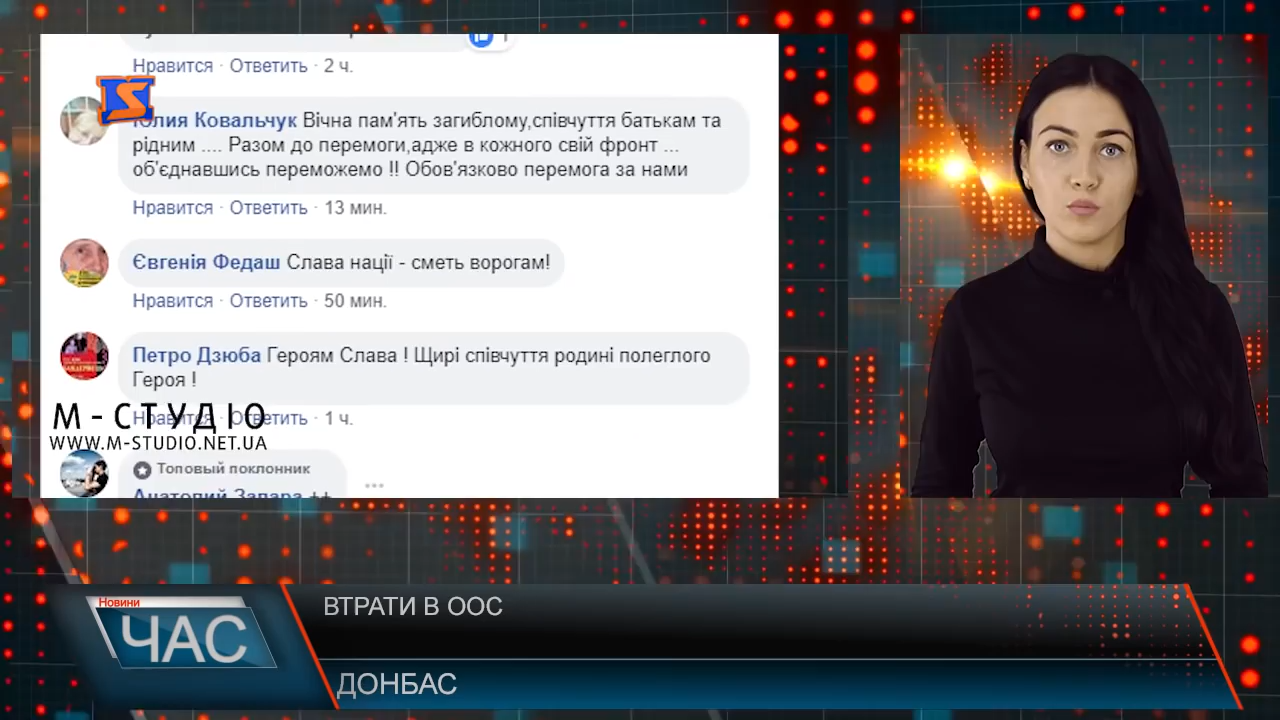 Нравится · Ответить · 2 ч.
Юлия Ковальчук Вічна пам'ять загиблому,співчуття батькам та
рідним .... Разом до перемоги,адже в кожного свій фронт ...
об'єднавшись переможемо !! Обов'язково перемога за нами
Нравится · Ответить · 13 мин.
Євгенія Федаш Слава нації - сметь ворогам!
Нравится · Ответить · 50 мин.
Петро Дзюба Героям Слава ! Щирі співчуття родині полеглого
Героя !
Нравится · Ответить · 1 ч.
М-СТУДІО
WWW.M-STUDIO.NET.UA
Топовый поклонник
Новини
ЧАС
ВТРАТИ В ООС
ДОНБАС